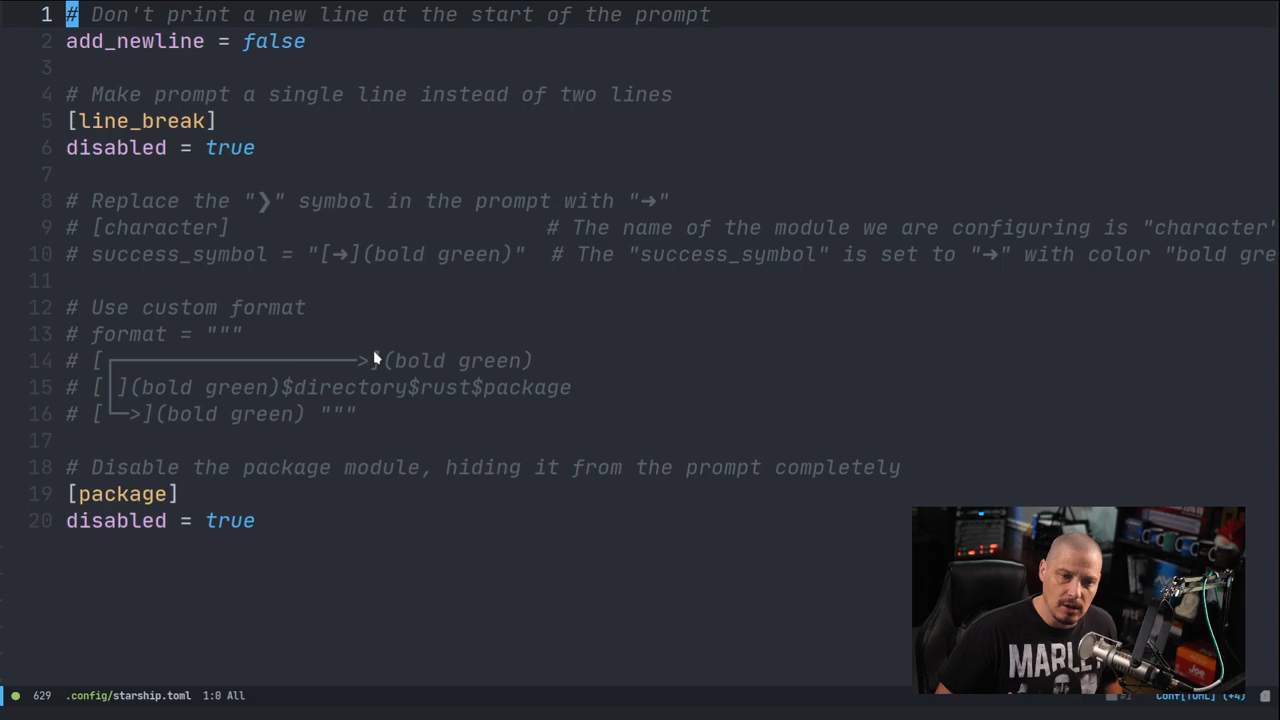 1 # Don't print a new line at the start of the prompt
2 add_newline = false
3
4 # Make prompt a single line instead of two lines
5 [line_break]
6 disabled = true
7
8 # Replace the "❯" symbol in the prompt with "➜"
9 # [character] # The name of the module we are configuring is "character"
10 # success_symbol = "[➜](bold green)" # The "success_symbol" is set to "➜" with color "bold gre
11
12 # Use custom format
13 # format = """
14 # [┌───────────────────>](bold green)
15 # [│](bold green)$directory$rust$package
16 # [└─>](bold green) """
17
18 # Disable the package module, hiding it from the prompt completely
19 [package]
20 disabled = true
MARLEY
629 .config/starship.toml 1:0 All
Conf[TOML] (+4)